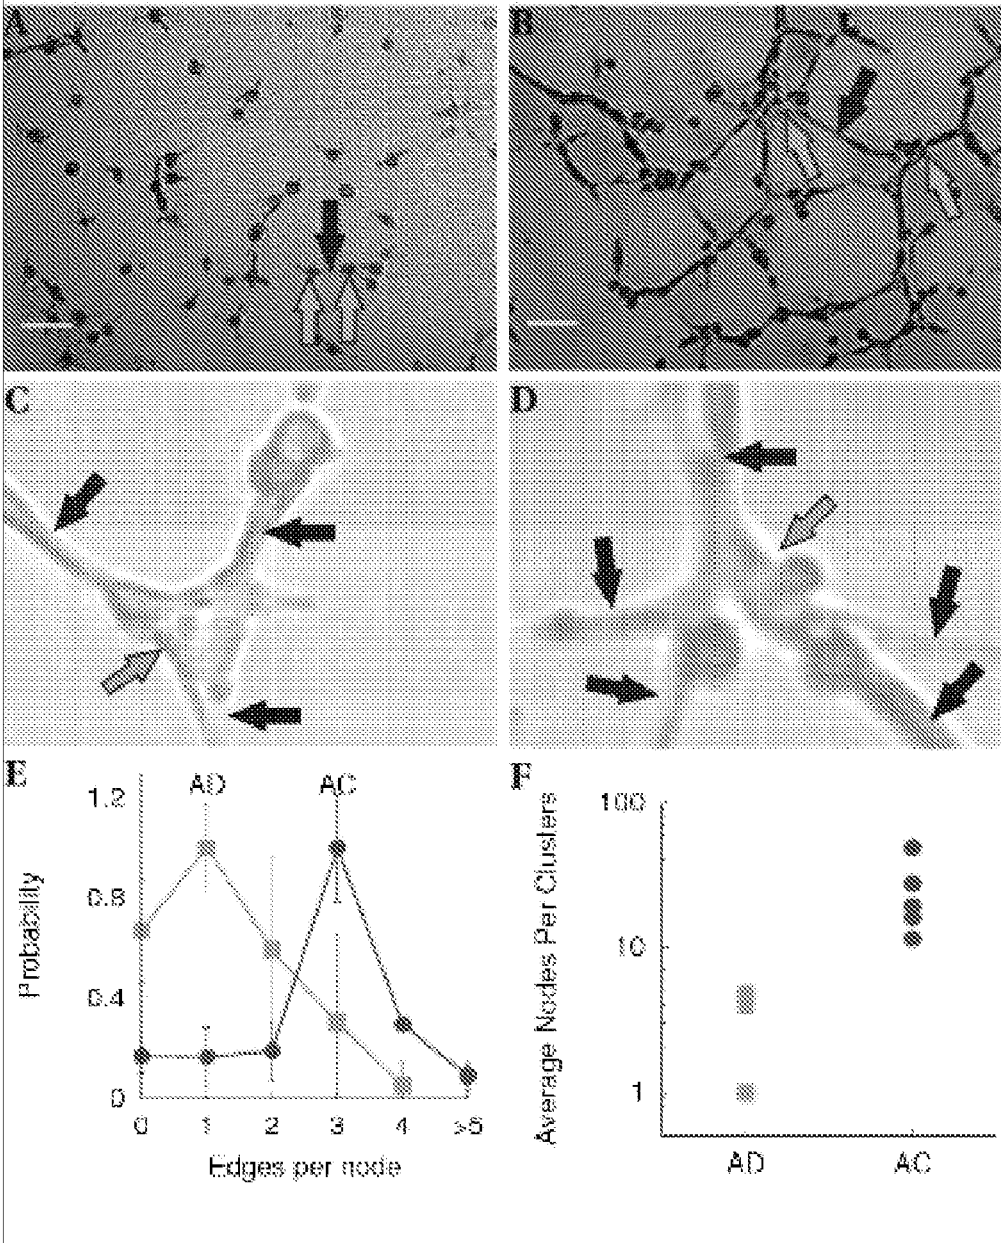 A
B
C
D
E
AD
AC
1.2
0.8
0.4
0
0 1 2 3 4 >5
Probability
Edges per node
F
100
10
1
Average Nodes Per Clusters
AD AC